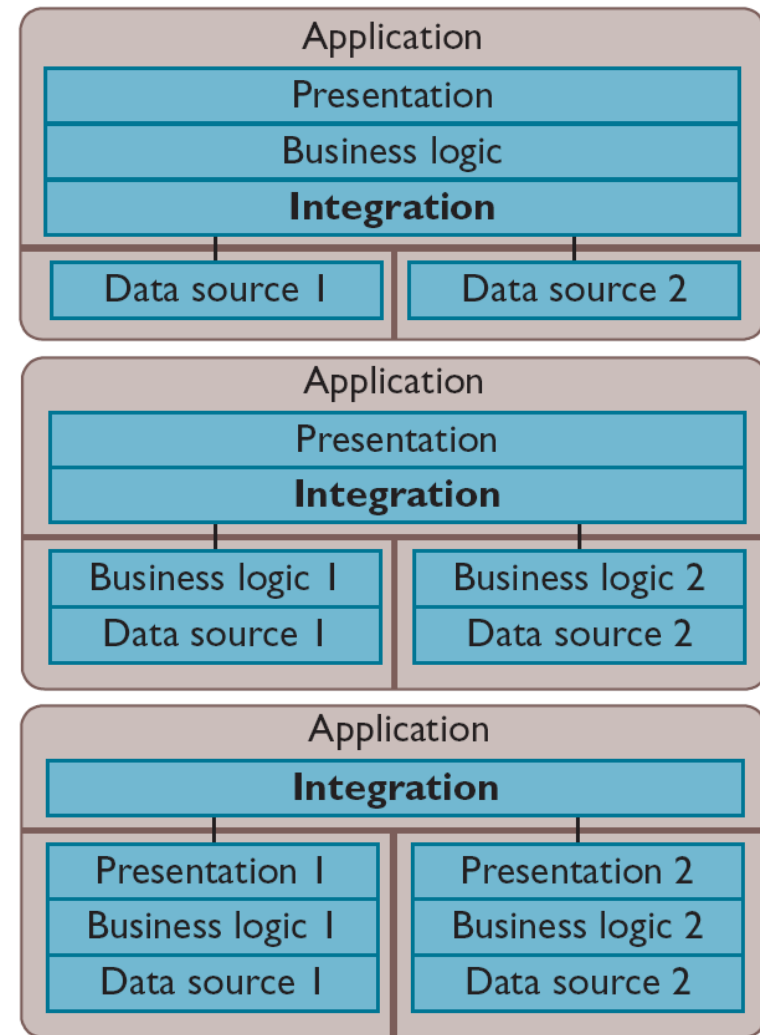 Application
Presentation
Business logic
Integration
Data source 1 Data source 2
Application
Presentation
Integration
Business logic 1 Business logic 2
Data source 1 Data source 2
Application
Integration
Presentation 1 Presentation 2
Business logic 1 Business logic 2
Data source 1 Data source 2